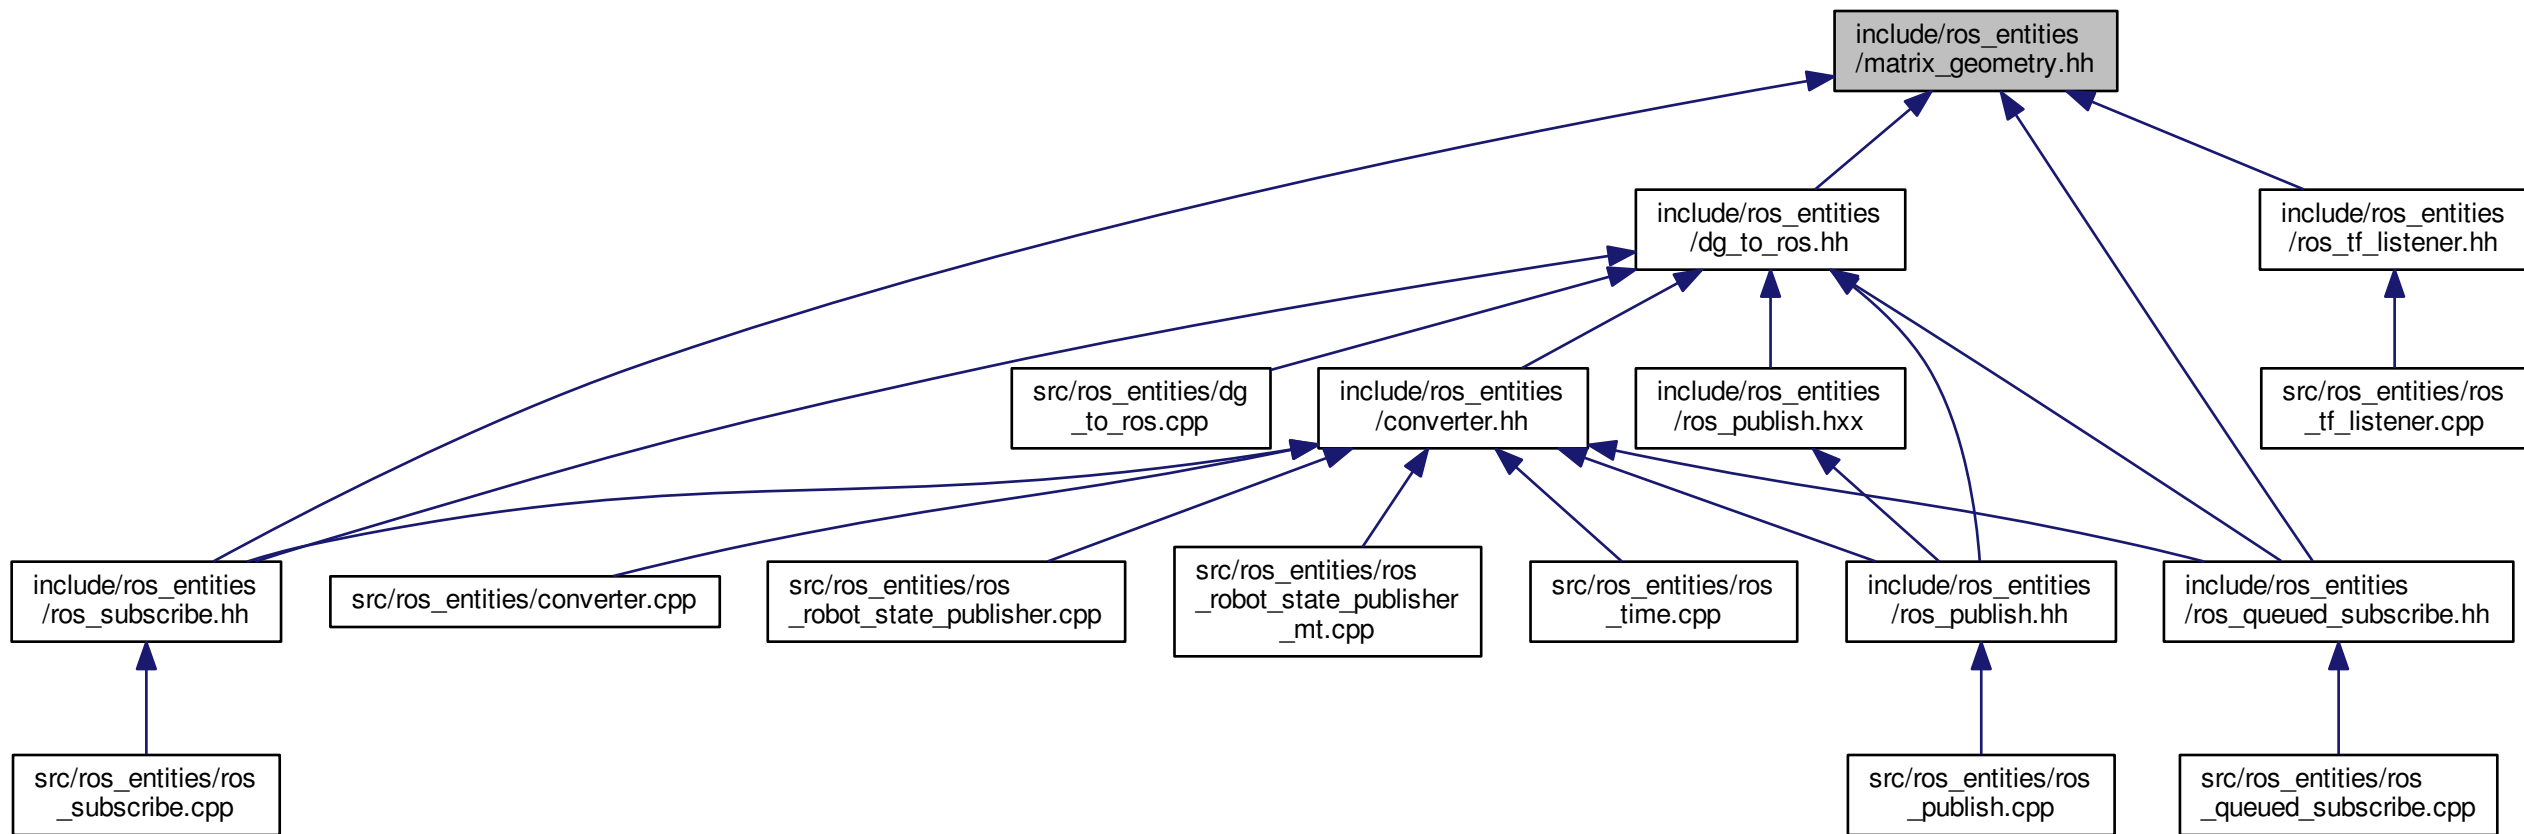 include/ros_entities
/matrix_geometry.hh
include/ros_entities
/dg_to_ros.hh
include/ros_entities
/ros_tf_listener.hh
src/ros_entities/dg
_to_ros.cpp
include/ros_entities
/converter.hh
include/ros_entities
/ros_publish.hxx
src/ros_entities/ros
_tf_listener.cpp
include/ros_entities
/ros_subscribe.hh
src/ros_entities/converter.cpp
src/ros_entities/ros
_robot_state_publisher.cpp
src/ros_entities/ros
_robot_state_publisher
_mt.cpp
src/ros_entities/ros
_time.cpp
include/ros_entities
/ros_publish.hh
include/ros_entities
/ros_queued_subscribe.hh
src/ros_entities/ros
_subscribe.cpp
src/ros_entities/ros
_publish.cpp
src/ros_entities/ros
_queued_subscribe.cpp